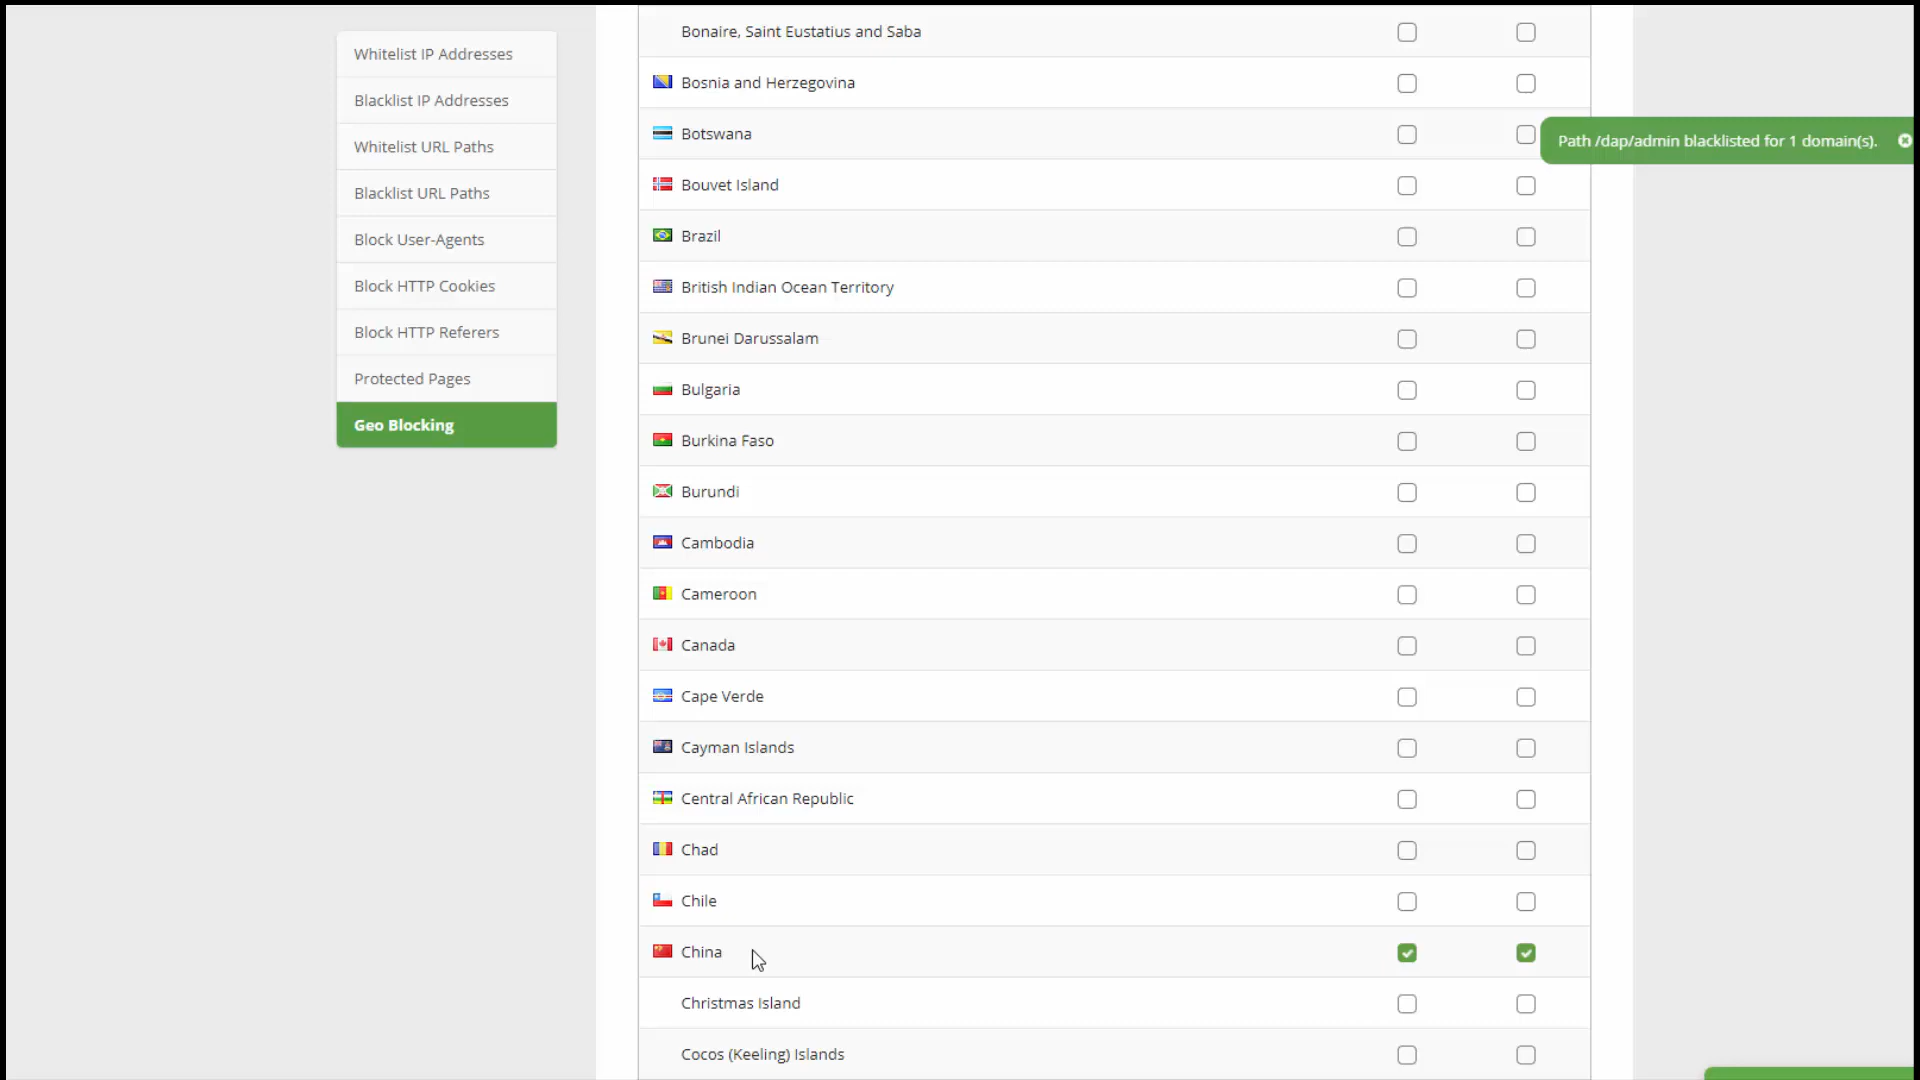 Whitelist IP Addresses
Blacklist IP Addresses
Whitelist URL Paths
Blacklist URL Paths
Block User-Agents
Block HTTP Cookies
Block HTTP Referers
Protected Pages
Geo Blocking
Bonaire, Saint Eustatius and Saba
Bosnia and Herzegovina
Botswana
Bouvet Island
Brazil
British Indian Ocean Territory
Brunei Darussalam
Bulgaria
Burkina Faso
Burundi
Cambodia
Cameroon
Canada
Cape Verde
Cayman Islands
Central African Republic
Chad
Chile
China
Christmas Island
Cocos (Keeling) Islands
Path /dap/admin blacklisted for 1 domain(s).